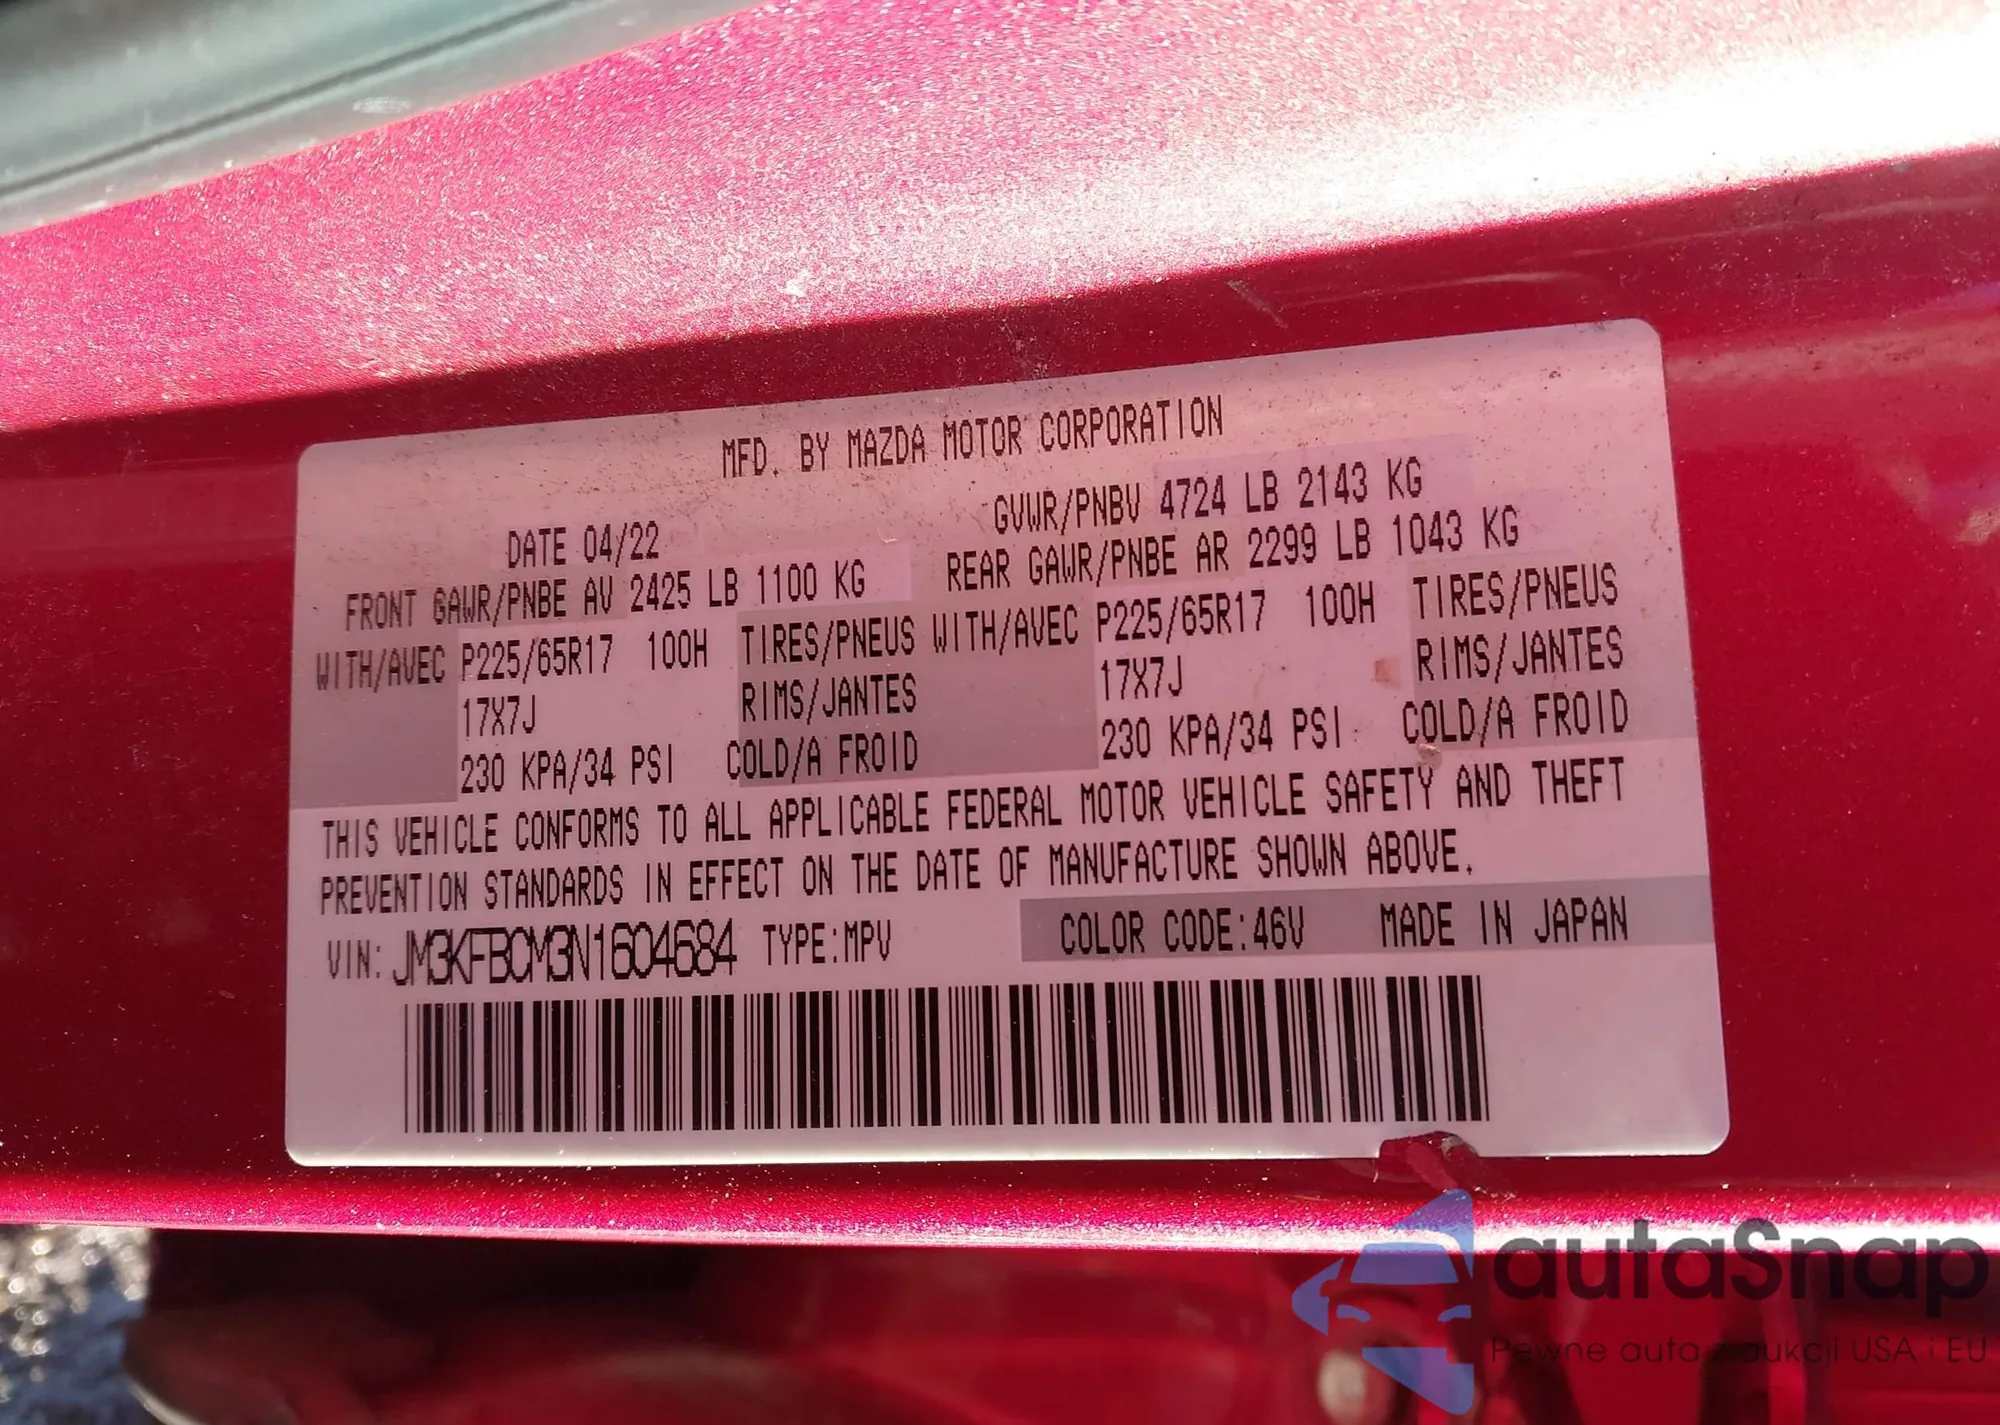 MFD. BY MAZDA MOTOR CORPORATION
DATE 04/22 GVWR/PNBV 4724 LB 2143 KG
FRONT GAWR/PNBE AV 2425 LB 1100 KG REAR GAWR/PNBE AR 2299 LB 1043 KG
WITH/AVEC P225/65R17 100H TIRES/PNEUS WITH/AVEC P225/65R17 100H TIRES/PNEUS
17X7J RIMS/JANTES 17X7J RIMS/JANTES
230 KPA/34 PSI COLD/A FROID 230 KPA/34 PSI COLD/A FROID
THIS VEHICLE CONFORMS TO ALL APPLICABLE FEDERAL MOTOR VEHICLE SAFETY AND THEFT
PREVENTION STANDARDS IN EFFECT ON THE DATE OF MANUFACTURE SHOWN ABOVE.
VIN: JM3KFBCM3N1604684 TYPE:MPV COLOR CODE:46V MADE IN JAPAN
autaSnap
Pewne auta z aukcji USA i EU